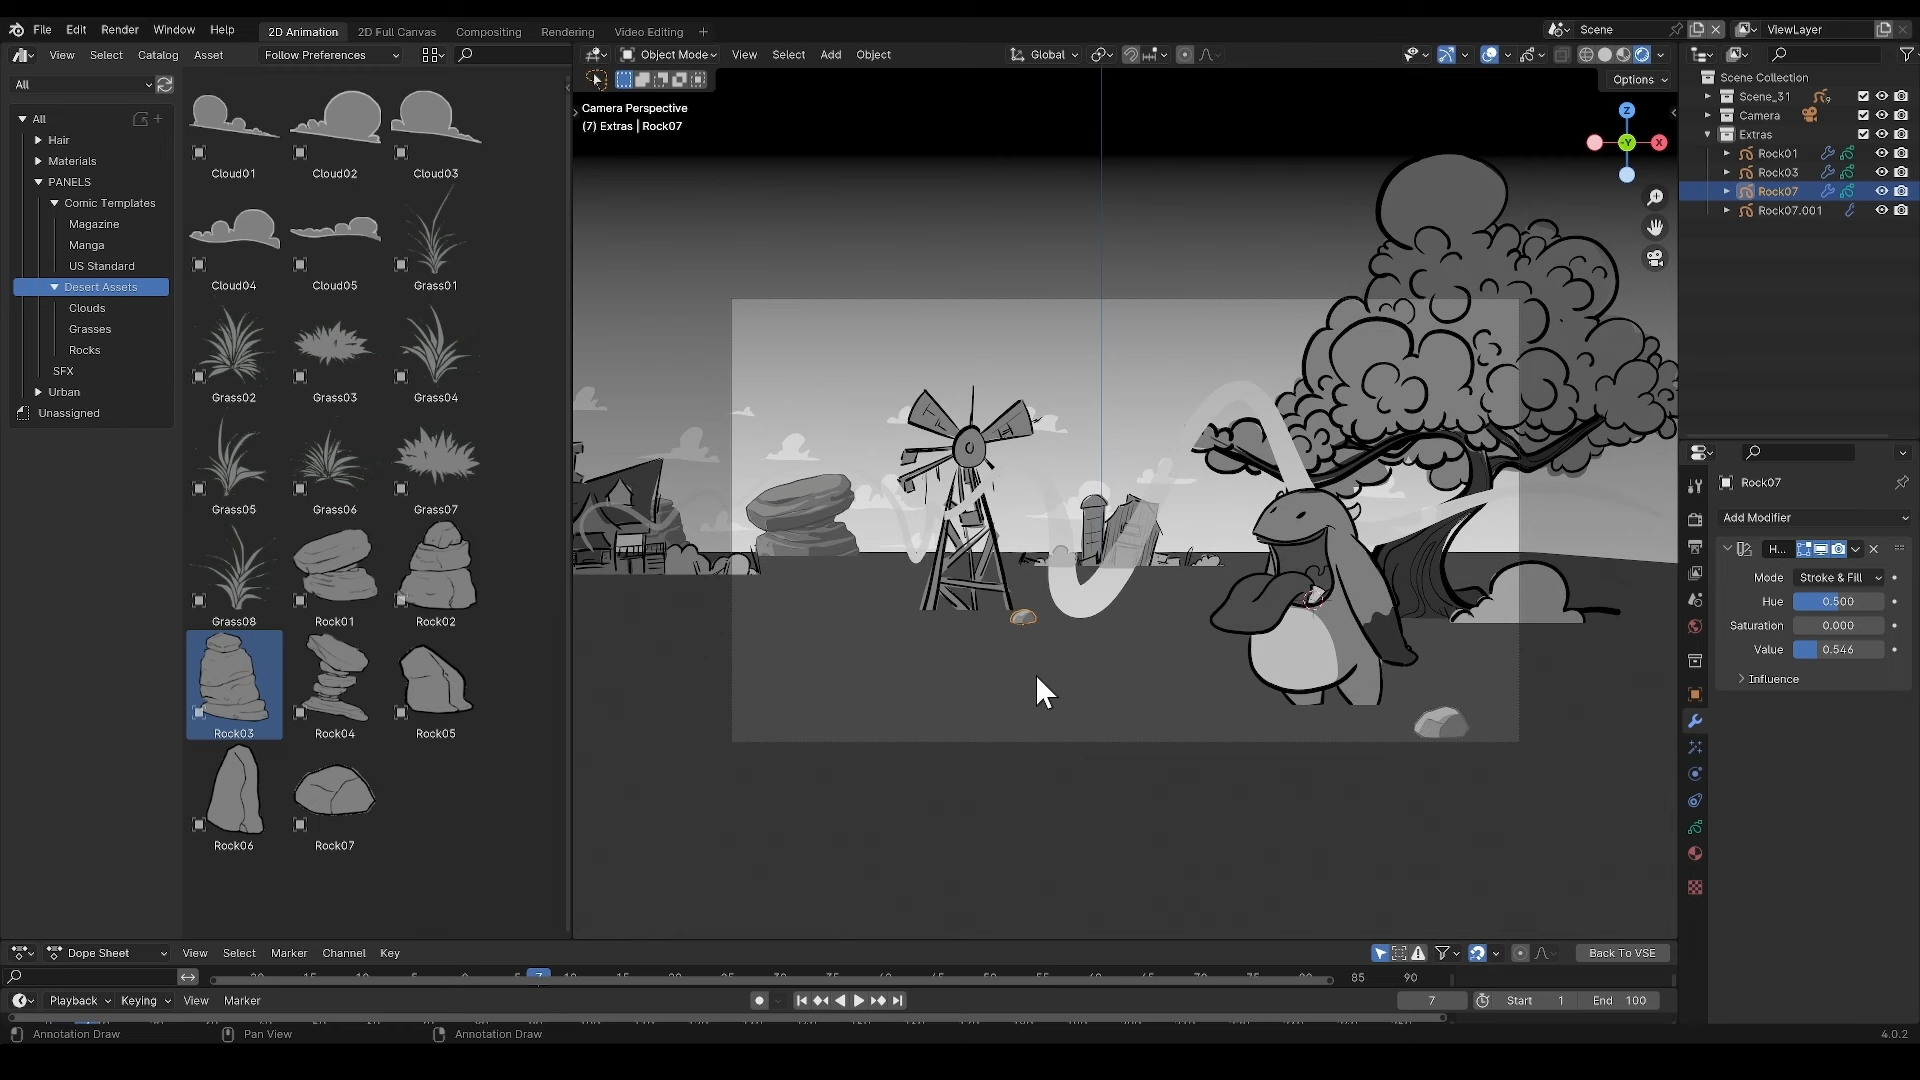 File Edit Render Window Help 2D Animation 2D Full Canvas Compositing Rendering Video Editing Scene ViewLayer
View Select Catalog Asset Follow Preferences Object Mode View Select Add Object Global
All
Options
Camera Perspective
(7) Extras | Rock07
All
Hair
Materials
PANELS
Comic Templates
Magazine
Manga
US Standard
Desert Assets
Clouds
Grasses
Rocks
SFX
Urban
Unassigned
Cloud01 Cloud02 Cloud03
Cloud04 Cloud05 Grass01
Grass02 Grass03 Grass04
Grass05 Grass06 Grass07
Grass08 Rock01 Rock02
Rock03 Rock04 Rock05
Rock06 Rock07
Z
Y X
Scene Collection
Scene_31 9
Camera
Extras
Rock01
Rock03
Rock07
Rock07.001
Rock07
Add Modifier
H...
Mode Stroke & Fill
Hue 0.500
Saturation 0.000
Value 0.546
Influence
Dope Sheet View Select Marker Channel Key Back To VSE
7 85 90
Playback Keying View Marker 7 Start 1 End 100
Annotation Draw Pan View Annotation Draw 4.0.2